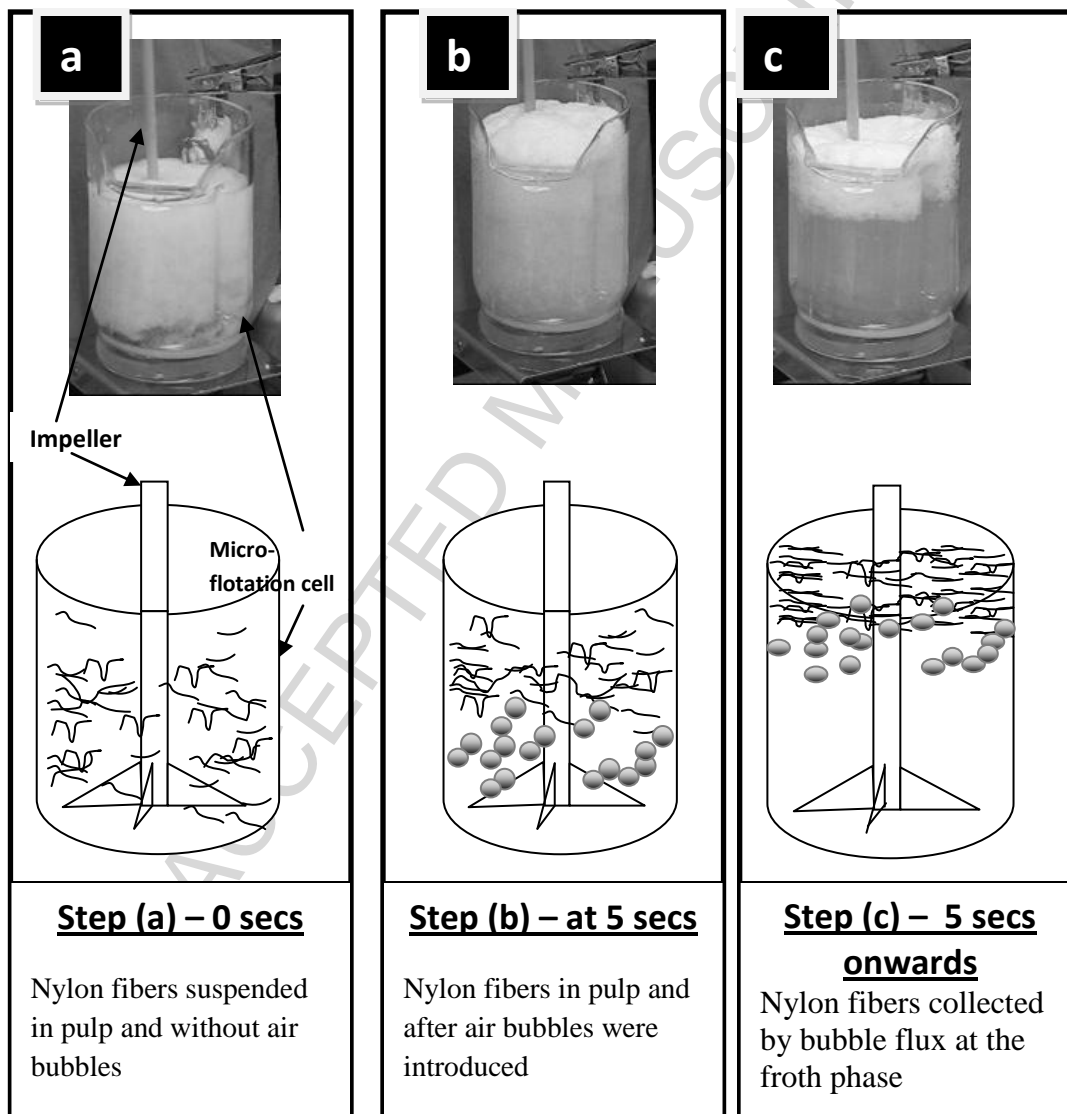 a
b
c
Impeller
Micro-
flotation cell
Step (a) – 0 secs
Nylon fibers suspended
in pulp and without air
bubbles
Step (b) – at 5 secs
Nylon fibers in pulp and
after air bubbles were
introduced
Step (c) – 5 secs
onwards
Nylon fibers collected
by bubble flux at the
froth phase
ACCEPTED